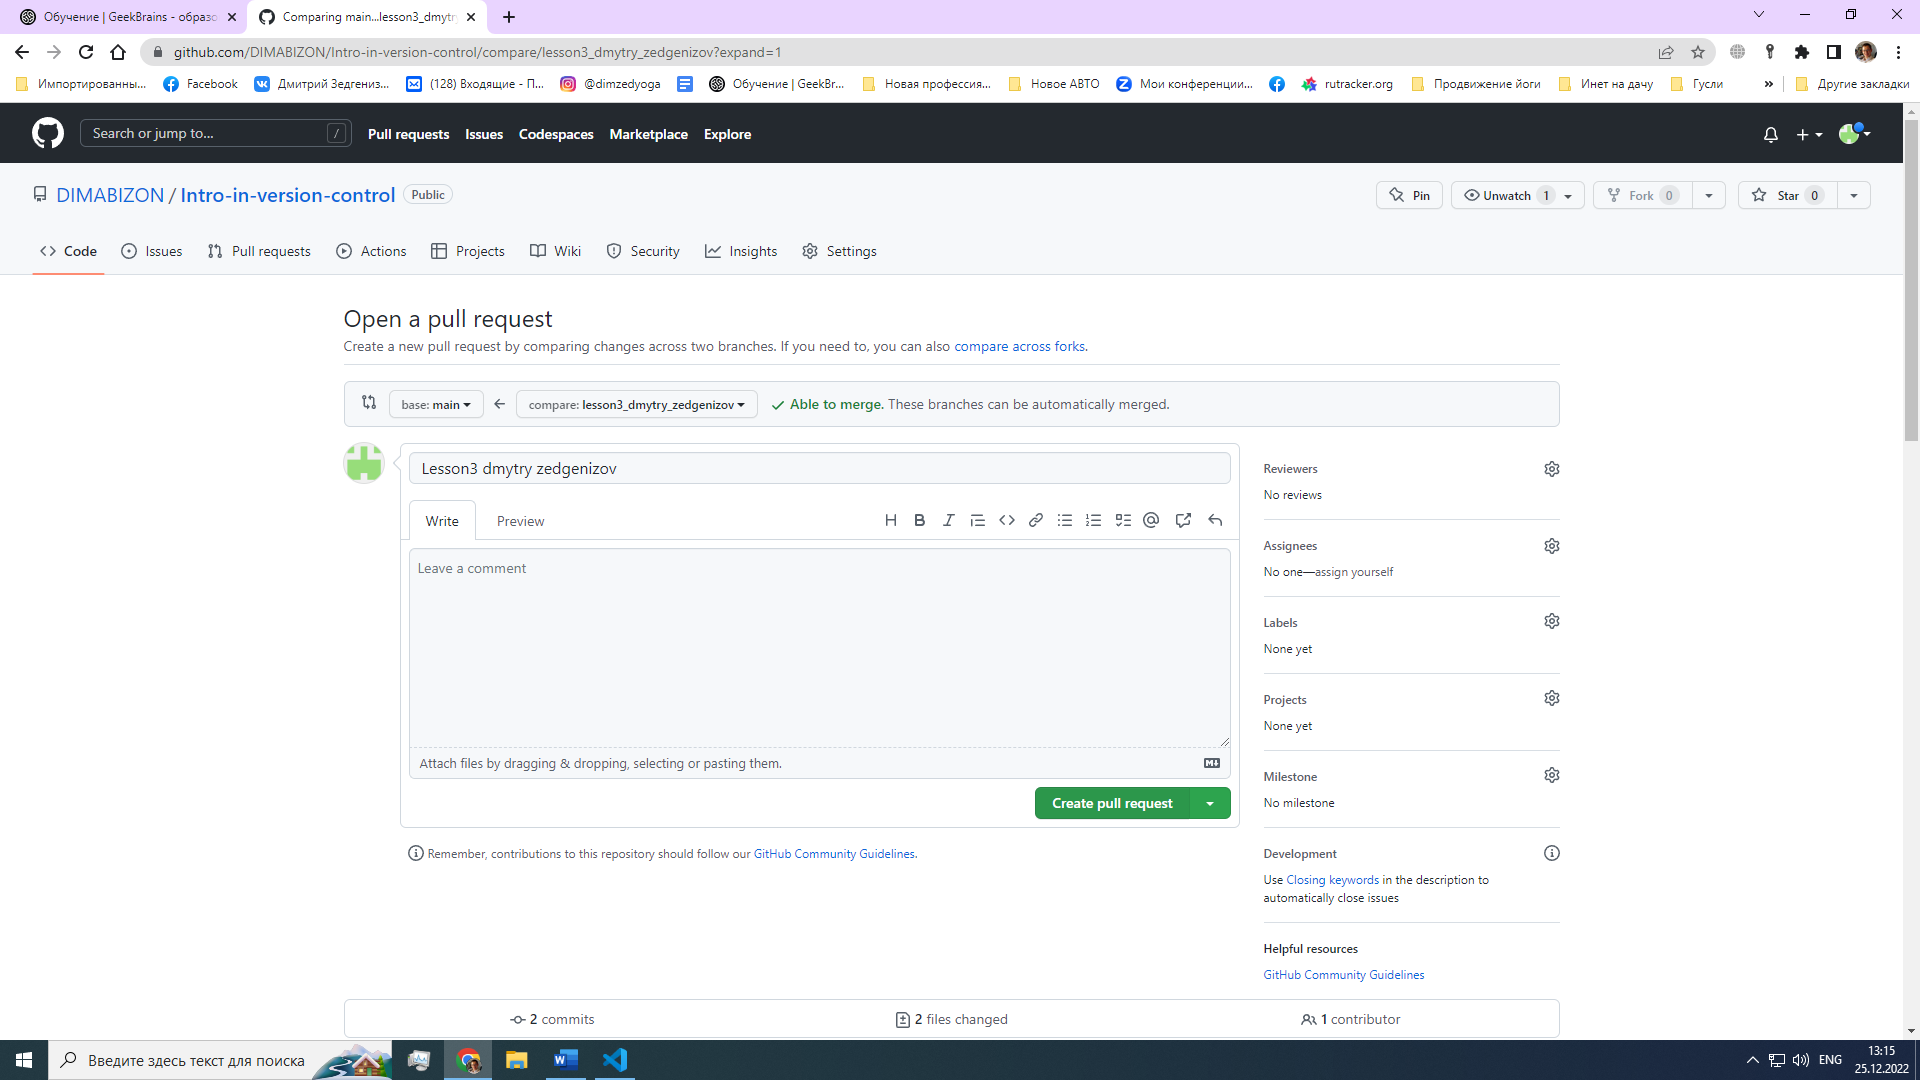 Обучение | GeekBrains - образо
Comparing main...lesson3_dmytry
github.com/DIMABIZON/Intro-in-version-control/compare/lesson3_dmytry_zedgenizov?expand=1
Импортированны...
Facebook
Дмитрий Зедгениз...
(128) Входящие - П...
@dimzedyoga
Обучение | GeekBr...
Новая професcия...
Новое АВТО
Мои конференции...
rutracker.org
Продвижение йоги
Инет на дачу
Гусли
»
Другие закладки
Search or jump to...
/
Pull requests
Issues
Codespaces
Marketplace
Explore
DIMABIZON / Intro-in-version-control
Public
Pin
Unwatch 1
Fork 0
Star 0
Code
Issues
Pull requests
Actions
Projects
Wiki
Security
Insights
Settings
Open a pull request
Create a new pull request by comparing changes across two branches. If you need to, you can also compare across forks.
base: main
compare: lesson3_dmytry_zedgenizov
Able to merge. These branches can be automatically merged.
Lesson3 dmytry zedgenizov
Write
Preview
Leave a comment
Attach files by dragging & dropping, selecting or pasting them.
Create pull request
Remember, contributions to this repository should follow our GitHub Community Guidelines.
Reviewers
No reviews
Assignees
No one—assign yourself
Labels
None yet
Projects
None yet
Milestone
No milestone
Development
Use Closing keywords in the description to
automatically close issues
Helpful resources
GitHub Community Guidelines
2 commits
2 files changed
1 contributor
Введите здесь текст для поиска
ENG
13:15
25.12.2022